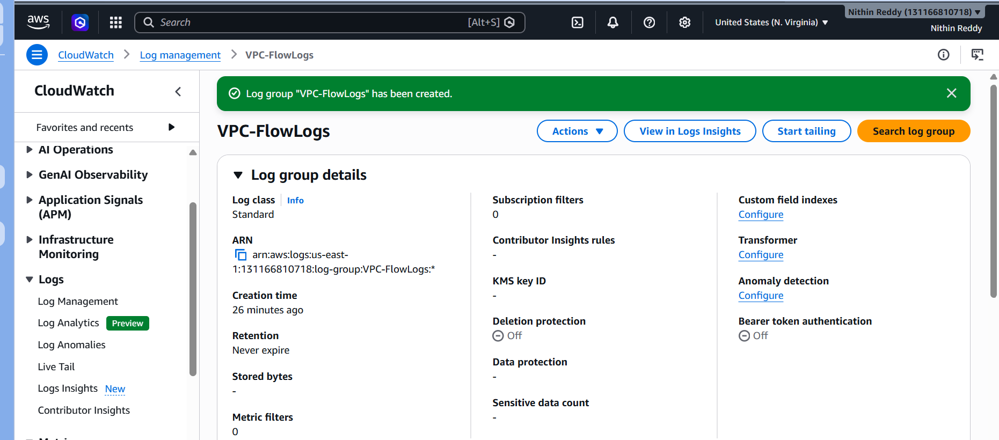 aws
Search
[Alt+S]
United States (N. Virginia)
Nithin Reddy (131166810718)
Nithin Reddy
CloudWatch
Log management
VPC-FlowLogs
CloudWatch
Favorites and recents
AI Operations
GenAI Observability
Application Signals
(APM)
Infrastructure
Monitoring
Logs
Log Management
Log Analytics Preview
Log Anomalies
Live Tail
Logs Insights New
Contributor Insights
Log group "VPC-FlowLogs" has been created.
VPC-FlowLogs
Actions
View in Logs Insights
Start tailing
Search log group
Log group details
Log class Info
Standard
ARN
arn:aws:logs:us-east-
1:131166810718:log-group:VPC-FlowLogs:*
Creation time
26 minutes ago
Retention
Never expire
Stored bytes
-
Metric filters
0
Subscription filters
0
Contributor Insights rules
-
KMS key ID
-
Deletion protection
Off
Data protection
-
Sensitive data count
-
Custom field indexes
Configure
Transformer
Configure
Anomaly detection
Configure
Bearer token authentication
Off